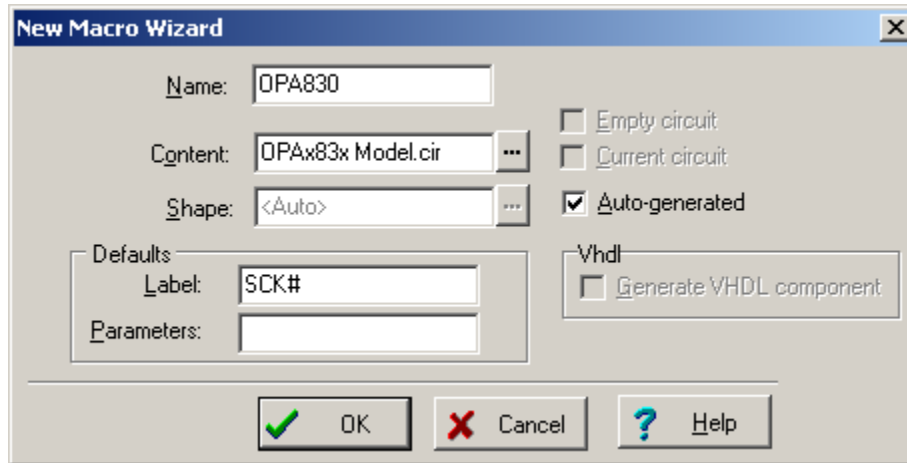 New Macro Wizard
Name: OPA830
Empty circuit
Content: OPAx83x Model.cir ...
Current circuit
Shape: <Auto> ...
Auto-generated
Defaults
Vhdl
Label: SCK#
Generate VHDL component
Parameters:
OK Cancel ? Help